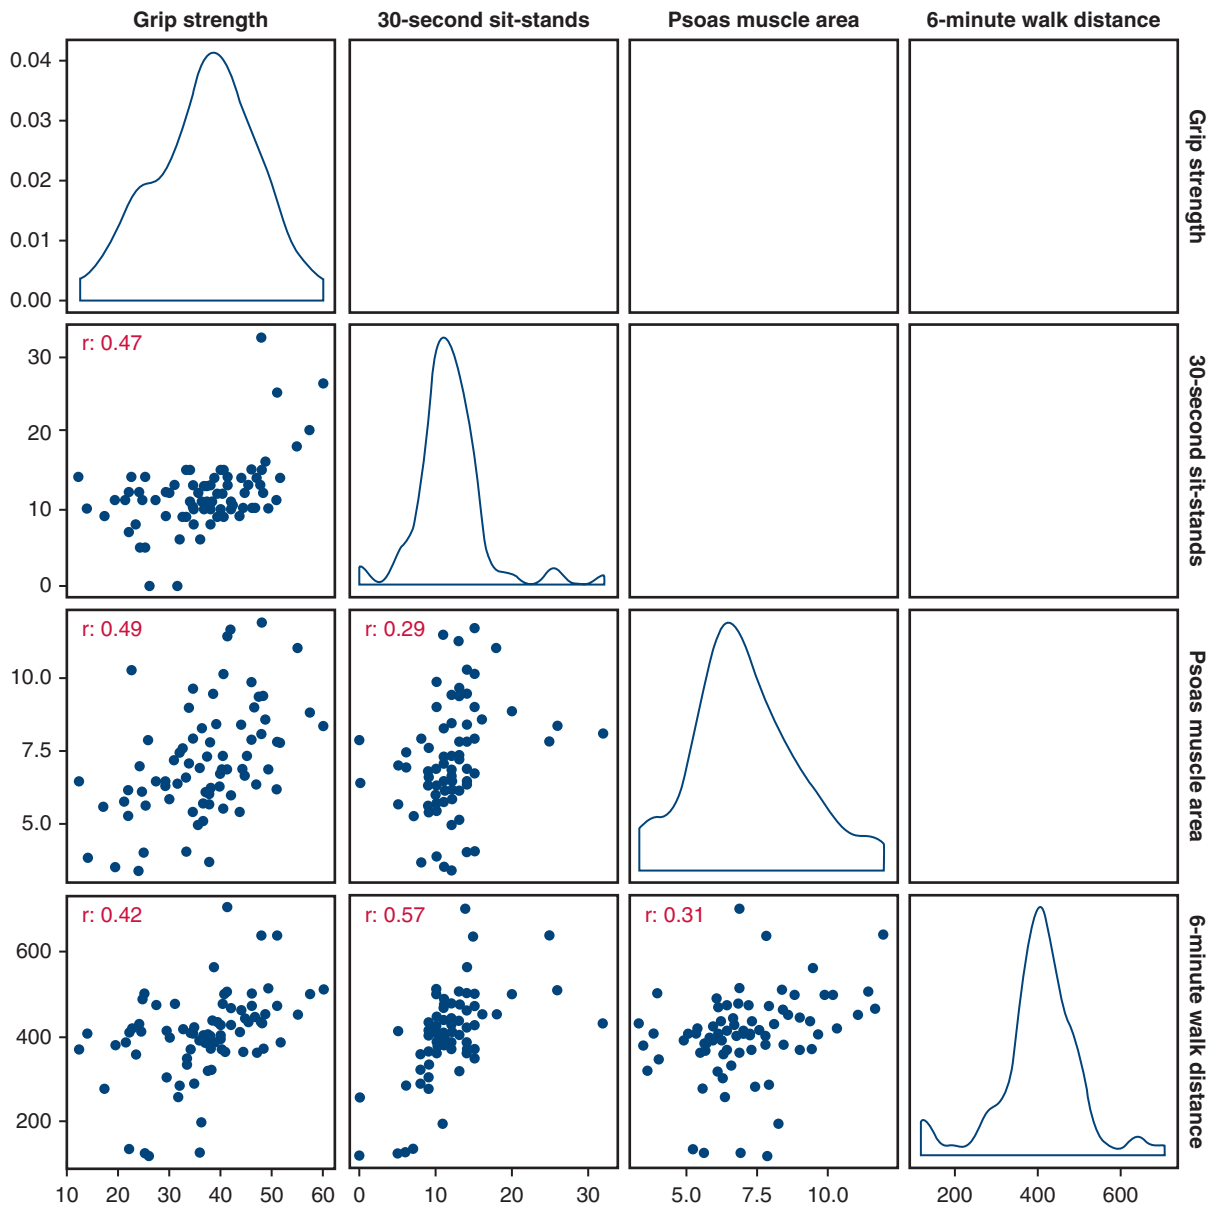 Grip strength 30-second sit-stands Psoas muscle area 6-minute walk distance
0.04
0.03
0.02
0.01
0.00
Grip strength
r: 0.47
30
20
10
0
30-second sit-stands
r: 0.49 r: 0.29
10.0
7.5
5.0
Psoas muscle area
r: 0.42 r: 0.57 r: 0.31
600
400
200
6-minute walk distance
10 20 30 40 50 60 0 10 20 30 5.0 7.5 10.0 200 400 600